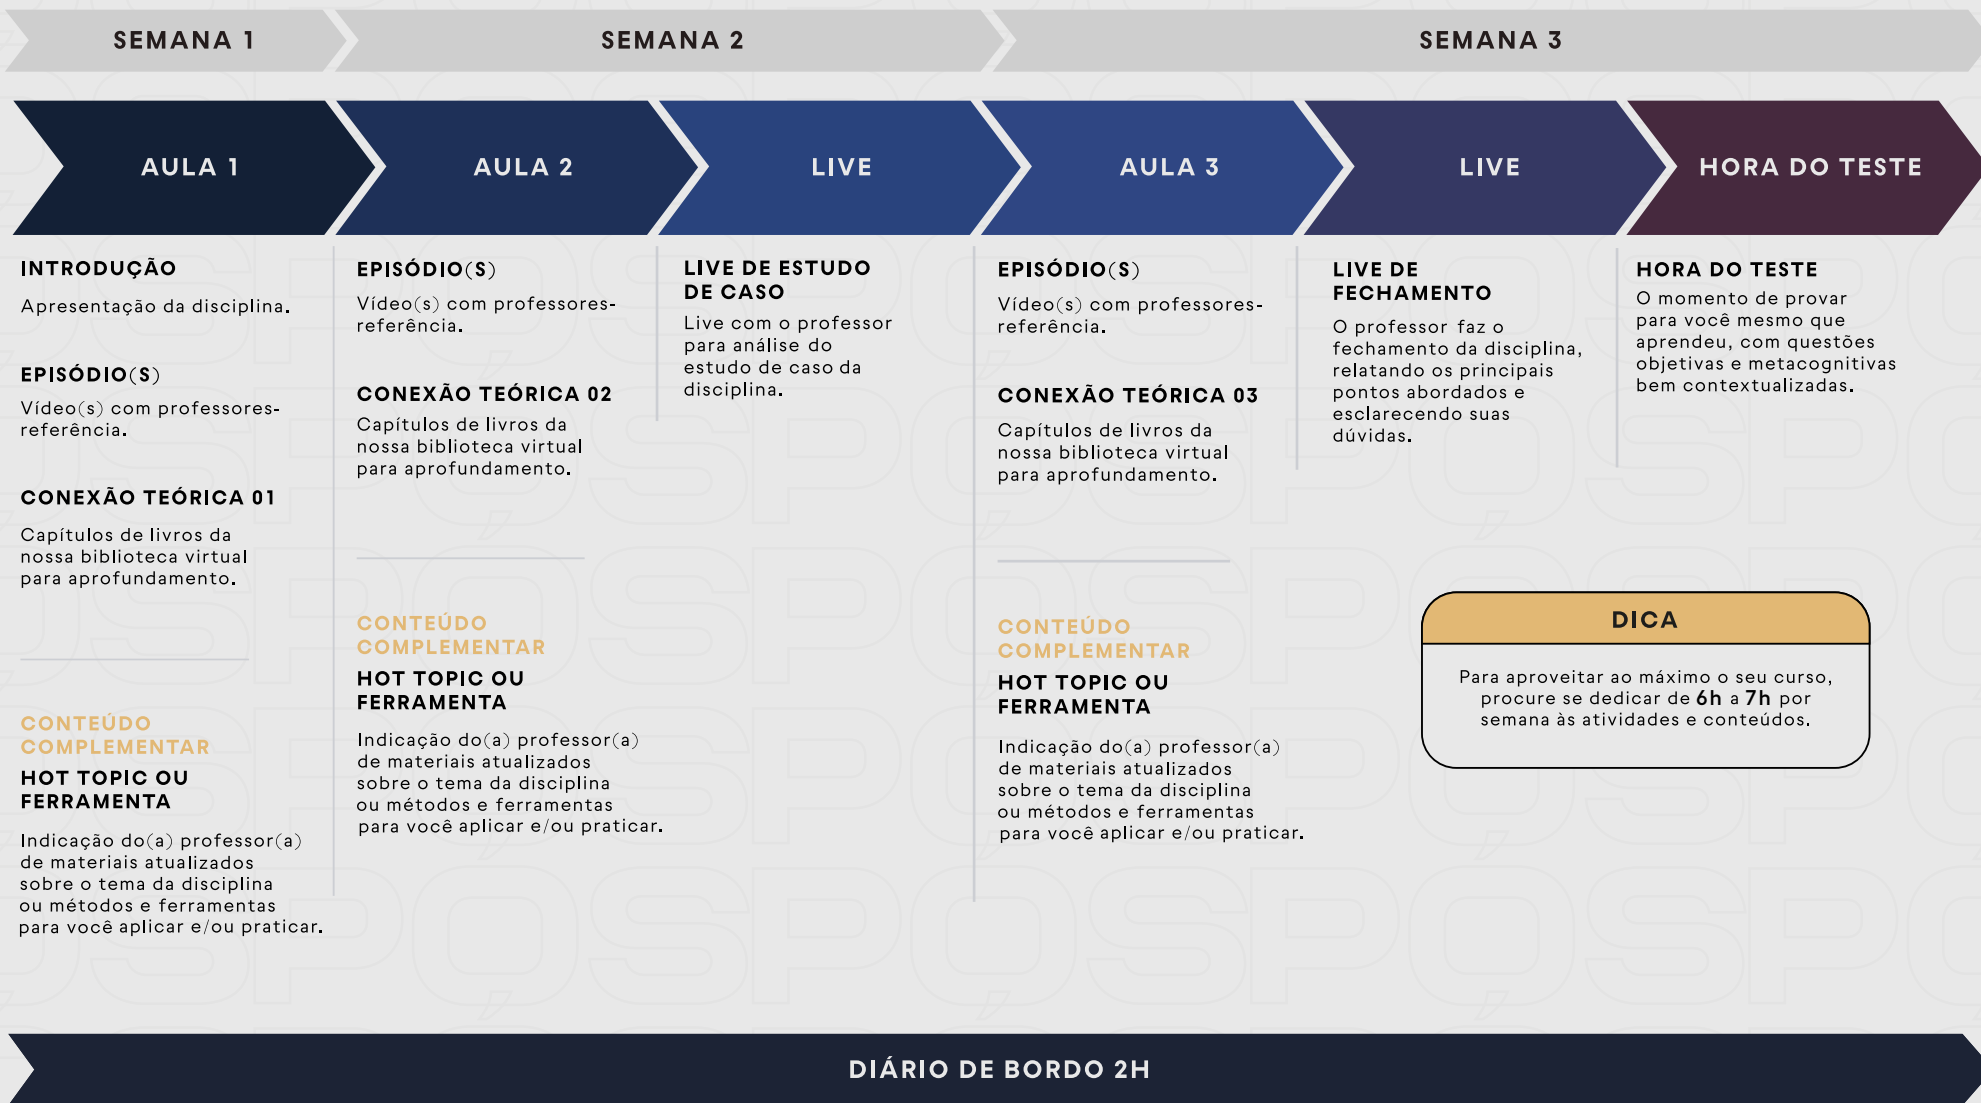 SEMANA 1
SEMANA 2
SEMANA 3
AULA 1
AULA 2
LIVE
AULA 3
LIVE
HORA DO TESTE
INTRODUÇÃO
Apresentação da disciplina.
EPISÓDIO(S)
Vídeo(s) com professores-
referência.
CONEXÃO TEÓRICA 01
Capítulos de livros da
nossa biblioteca virtual
para aprofundamento.
CONTEÚDO
COMPLEMENTAR
HOT TOPIC OU
FERRAMENTA
Indicação do(a) professor(a)
de materiais atualizados
sobre o tema da disciplina
ou métodos e ferramentas
para você aplicar e/ou praticar.
EPISÓDIO(S)
Vídeo(s) com professores-
referência.
CONEXÃO TEÓRICA 02
Capítulos de livros da
nossa biblioteca virtual
para aprofundamento.
CONTEÚDO
COMPLEMENTAR
HOT TOPIC OU
FERRAMENTA
Indicação do(a) professor(a)
de materiais atualizados
sobre o tema da disciplina
ou métodos e ferramentas
para você aplicar e/ou praticar.
LIVE DE ESTUDO
DE CASO
Live com o professor
para análise do
estudo de caso da
disciplina.
EPISÓDIO(S)
Vídeo(s) com professores-
referência.
CONEXÃO TEÓRICA 03
Capítulos de livros da
nossa biblioteca virtual
para aprofundamento.
CONTEÚDO
COMPLEMENTAR
HOT TOPIC OU
FERRAMENTA
Indicação do(a) professor(a)
de materiais atualizados
sobre o tema da disciplina
ou métodos e ferramentas
para você aplicar e/ou praticar.
LIVE DE
FECHAMENTO
O professor faz o
fechamento da disciplina,
relatando os principais
pontos abordados e
esclarecendo suas
dúvidas.
HORA DO TESTE
O momento de provar
para você mesmo que
aprendeu, com questões
objetivas e metacognitivas
bem contextualizadas.
DICA
Para aproveitar ao máximo o seu curso,
procure se dedicar de 6h a 7h por
semana às atividades e conteúdos.
DIÁRIO DE BORDO 2H